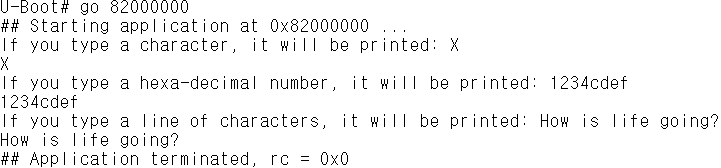 U-Boot# go 82000000
## Starting application at 0x82000000 ...
If you type a character, it will be printed: X
X
If you type a hexa-decimal number, it will be printed: 1234cdef
1234cdef
If you type a line of characters, it will be printed: How is life going?
How is life going?
## Application terminated, rc = 0x0